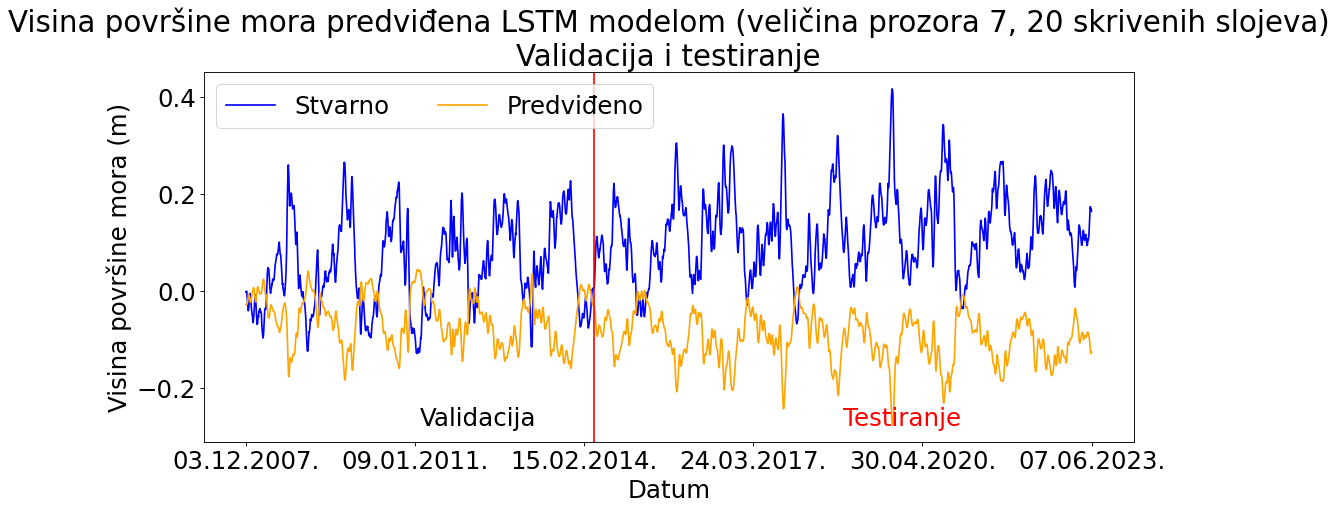 Visina površine mora predviđena LSTM modelom (veličina prozora 7, 20 skrivenih slojeva)
Validacija i testiranje
Stvarno
Predviđeno
Visina površine mora (m)
0.4
0.2
0.0
−0.2
Validacija
Testiranje
03.12.2007.
09.01.2011.
15.02.2014.
24.03.2017.
30.04.2020.
07.06.2023.
Datum